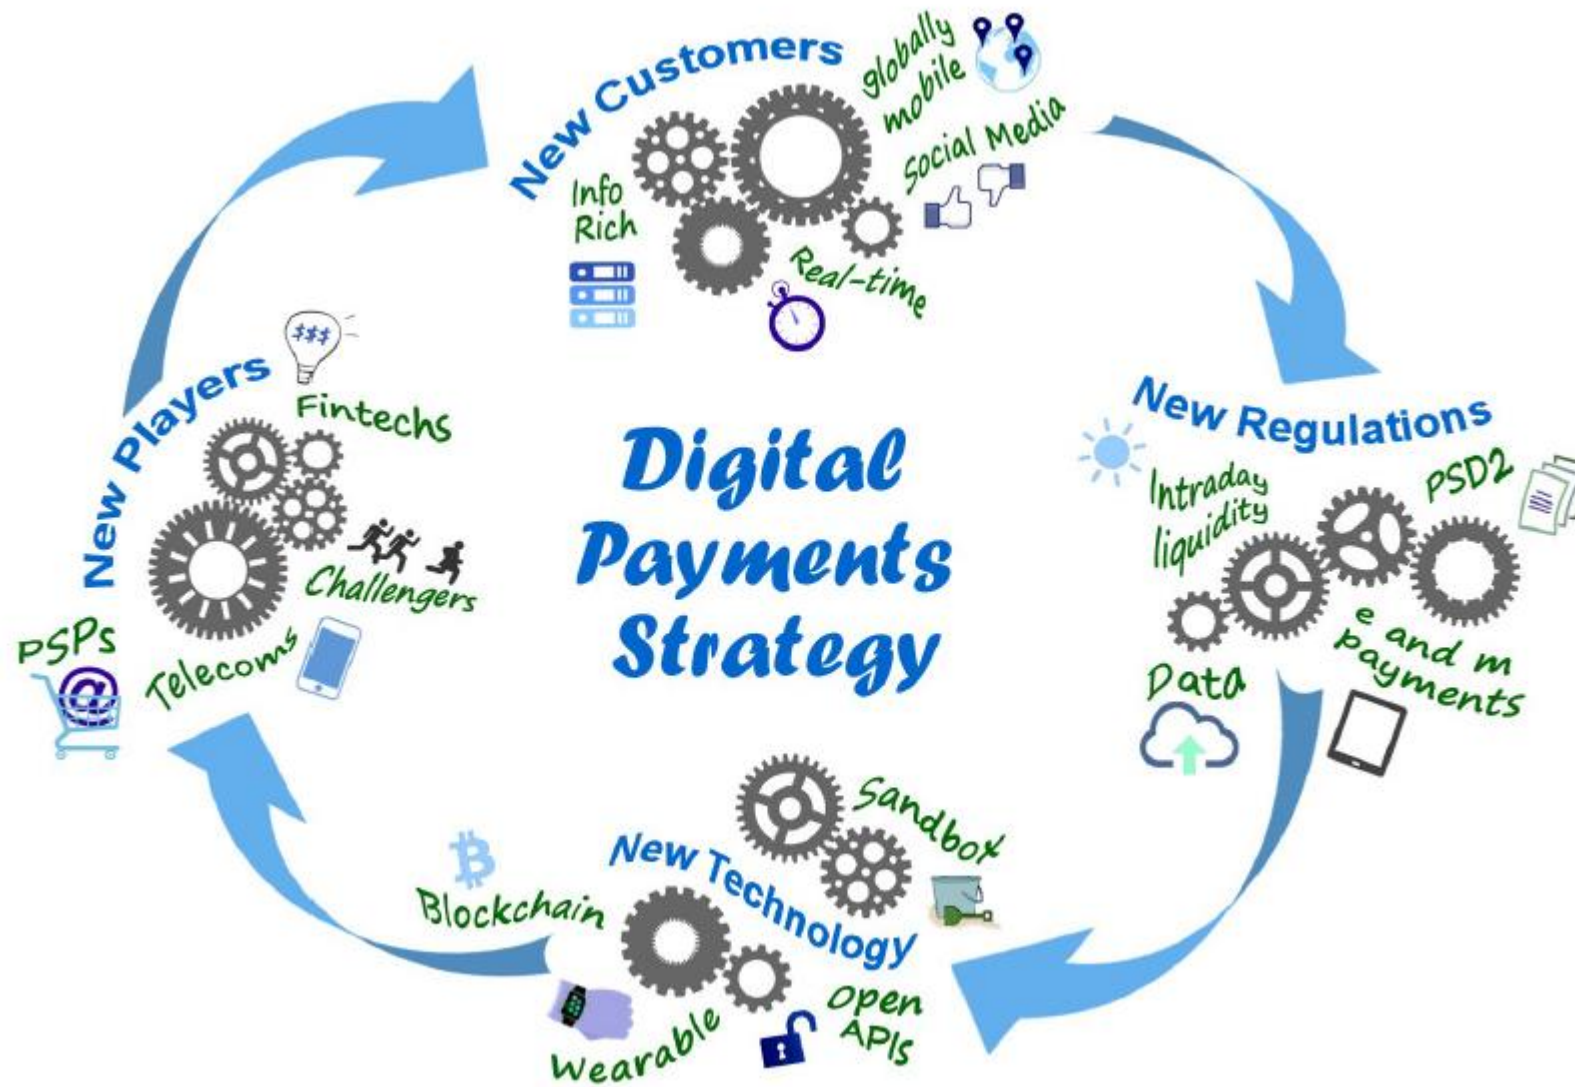 New Customers
globally
mobile
Social Media
Info
Rich
Real-time
New Regulations
Intraday
liquidity
PSD2
e and m
payments
Data
New Technology
Sandbox
Open
APIs
Wearable
Blockchain
New Players
$$$
Fintechs
Challengers
Telecoms
PSPs
@
Digital
Payments
Strategy